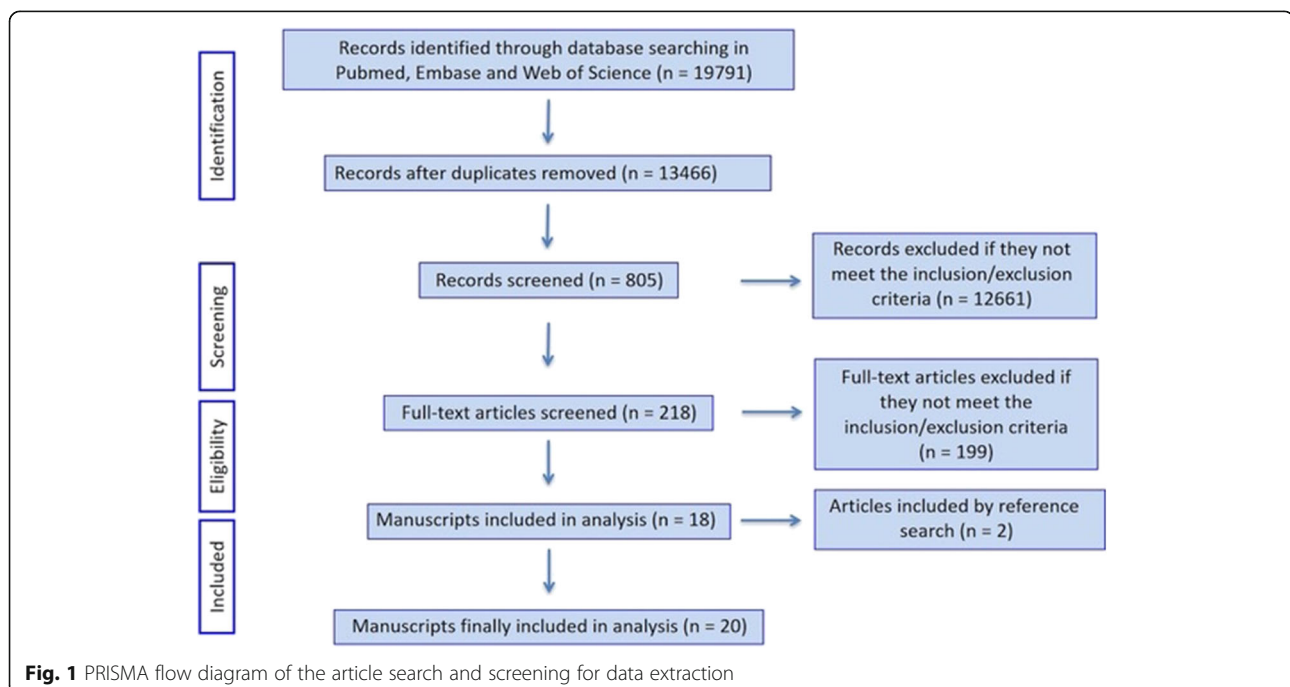 Identification
Records identified through database searching in
Pubmed, Embase and Web of Science (n = 19791)
Records after duplicates removed (n = 13466)
Screening
Records screened (n = 805)
Records excluded if they not
meet the inclusion/exclusion
criteria (n = 12661)
Eligibility
Full-text articles screened (n = 218)
Full-text articles excluded if
they not meet the
inclusion/exclusion criteria
(n = 199)
Included
Manuscripts included in analysis (n = 18)
Articles included by reference
search (n = 2)
Manuscripts finally included in analysis (n = 20)
Fig. 1 PRISMA flow diagram of the article search and screening for data extraction